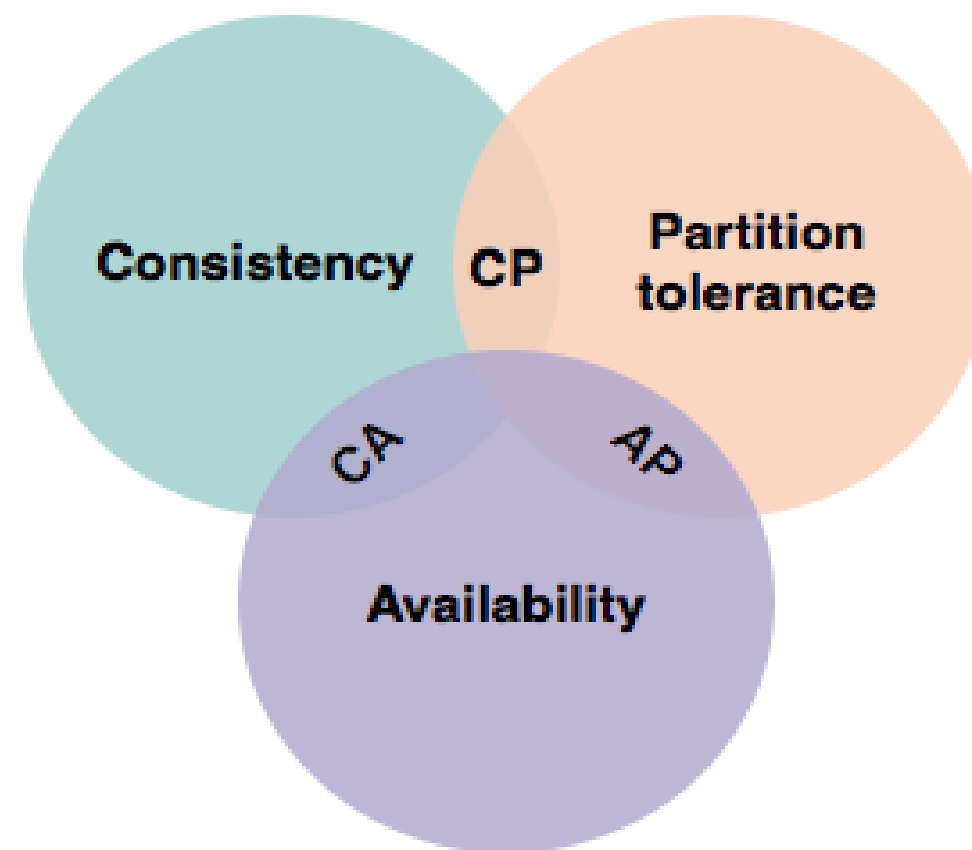 Consistency
CP
Partition
tolerance
CA
AP
Availability